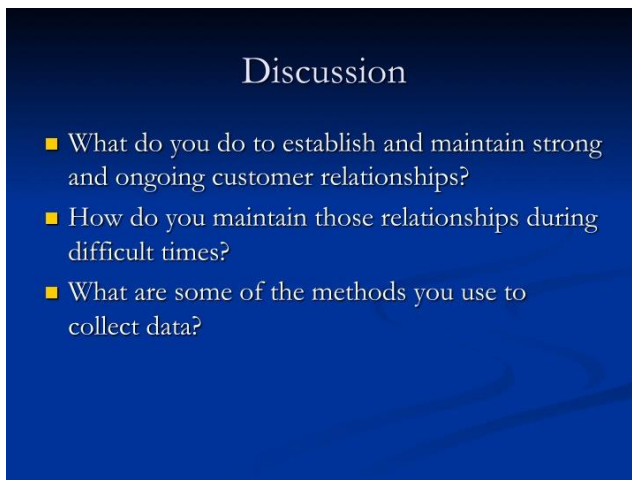 Discussion
What do you do to establish and maintain strong
and ongoing customer relationships?
How do you maintain those relationships during
difficult times?
What are some of the methods you use to
collect data?